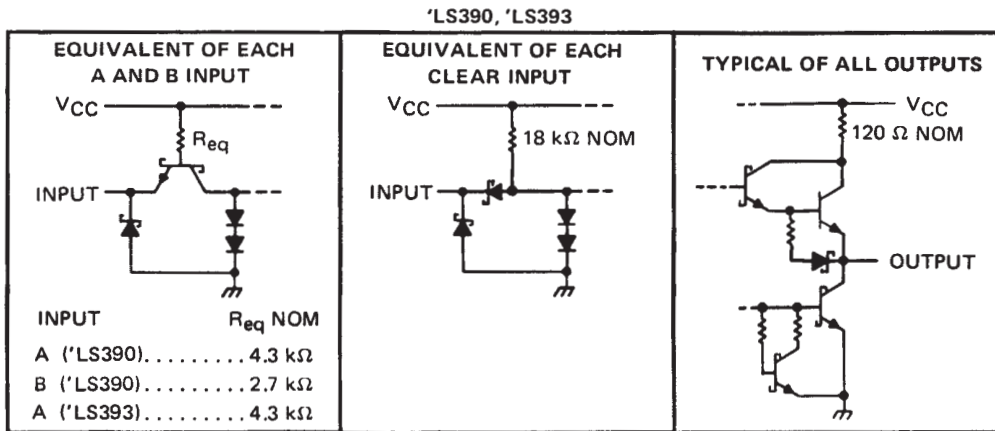 'LS390, 'LS393
EQUIVALENT OF EACH
A AND B INPUT
VCC
Req
INPUT
INPUT Req NOM
A ('LS390)......... 4.3 kΩ
B ('LS390)......... 2.7 kΩ
A ('LS393)......... 4.3 kΩ
EQUIVALENT OF EACH
CLEAR INPUT
VCC
18 kΩ NOM
INPUT
TYPICAL OF ALL OUTPUTS
VCC
120 Ω NOM
OUTPUT